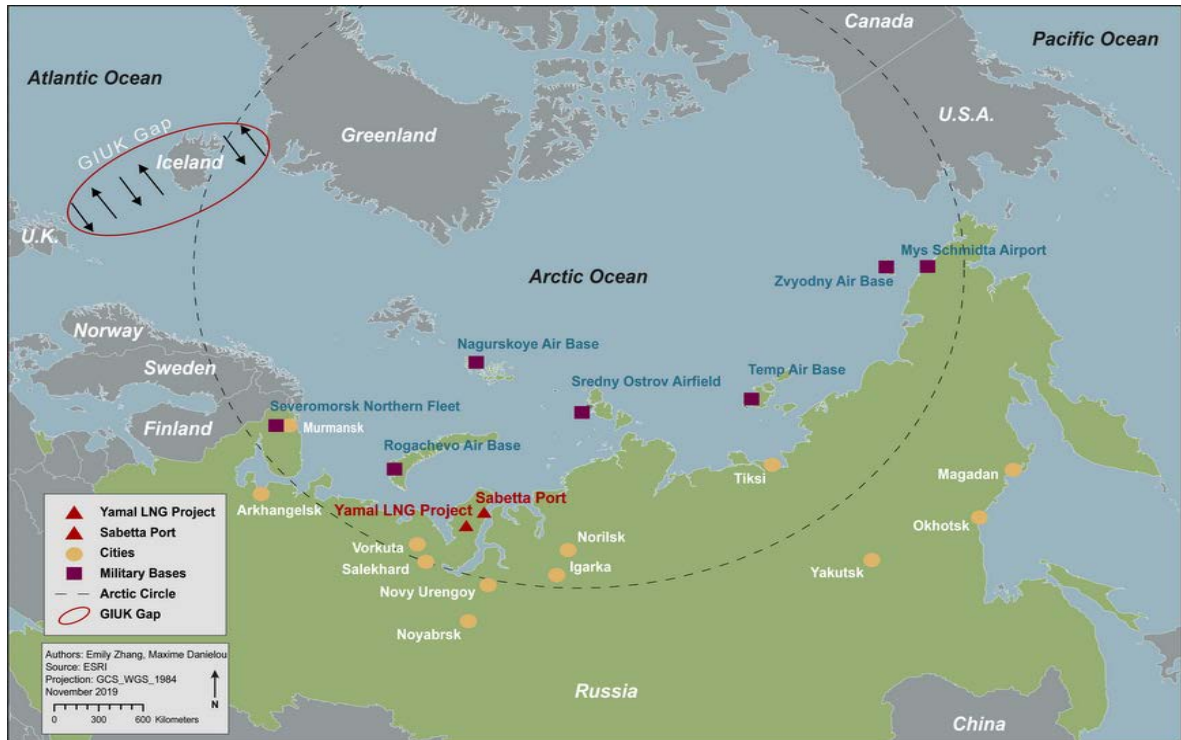 Canada
Pacific Ocean
Atlantic Ocean
U.S.A.
Greenland
GIUK Gap
Iceland
U.K.
Mys Schmidta Airport
Arctic Ocean
Zvyodny Air Base
Norway
Nagurskoye Air Base
Sweden
Temp Air Base
Sredny Ostrov Airfield
Severomorsk Northern Fleet
Finland
Murmansk
Rogachevo Air Base
Tiksi
Magadan
Sabetta Port
Arkhangelsk
Yamal LNG Project
Okhotsk
Norilsk
Vorkuta
Igarka
Salekhard
Yakutsk
Novy Urengoy
Noyabrsk
Russia
China
Yamal LNG Project
Sabetta Port
Cities
Military Bases
Arctic Circle
GIUK Gap
Authors: Emily Zhang, Maxime Danielou
Source: ESRI
Projection: GCS_WGS_1984
November 2019
N
0 300 600 Kilometers